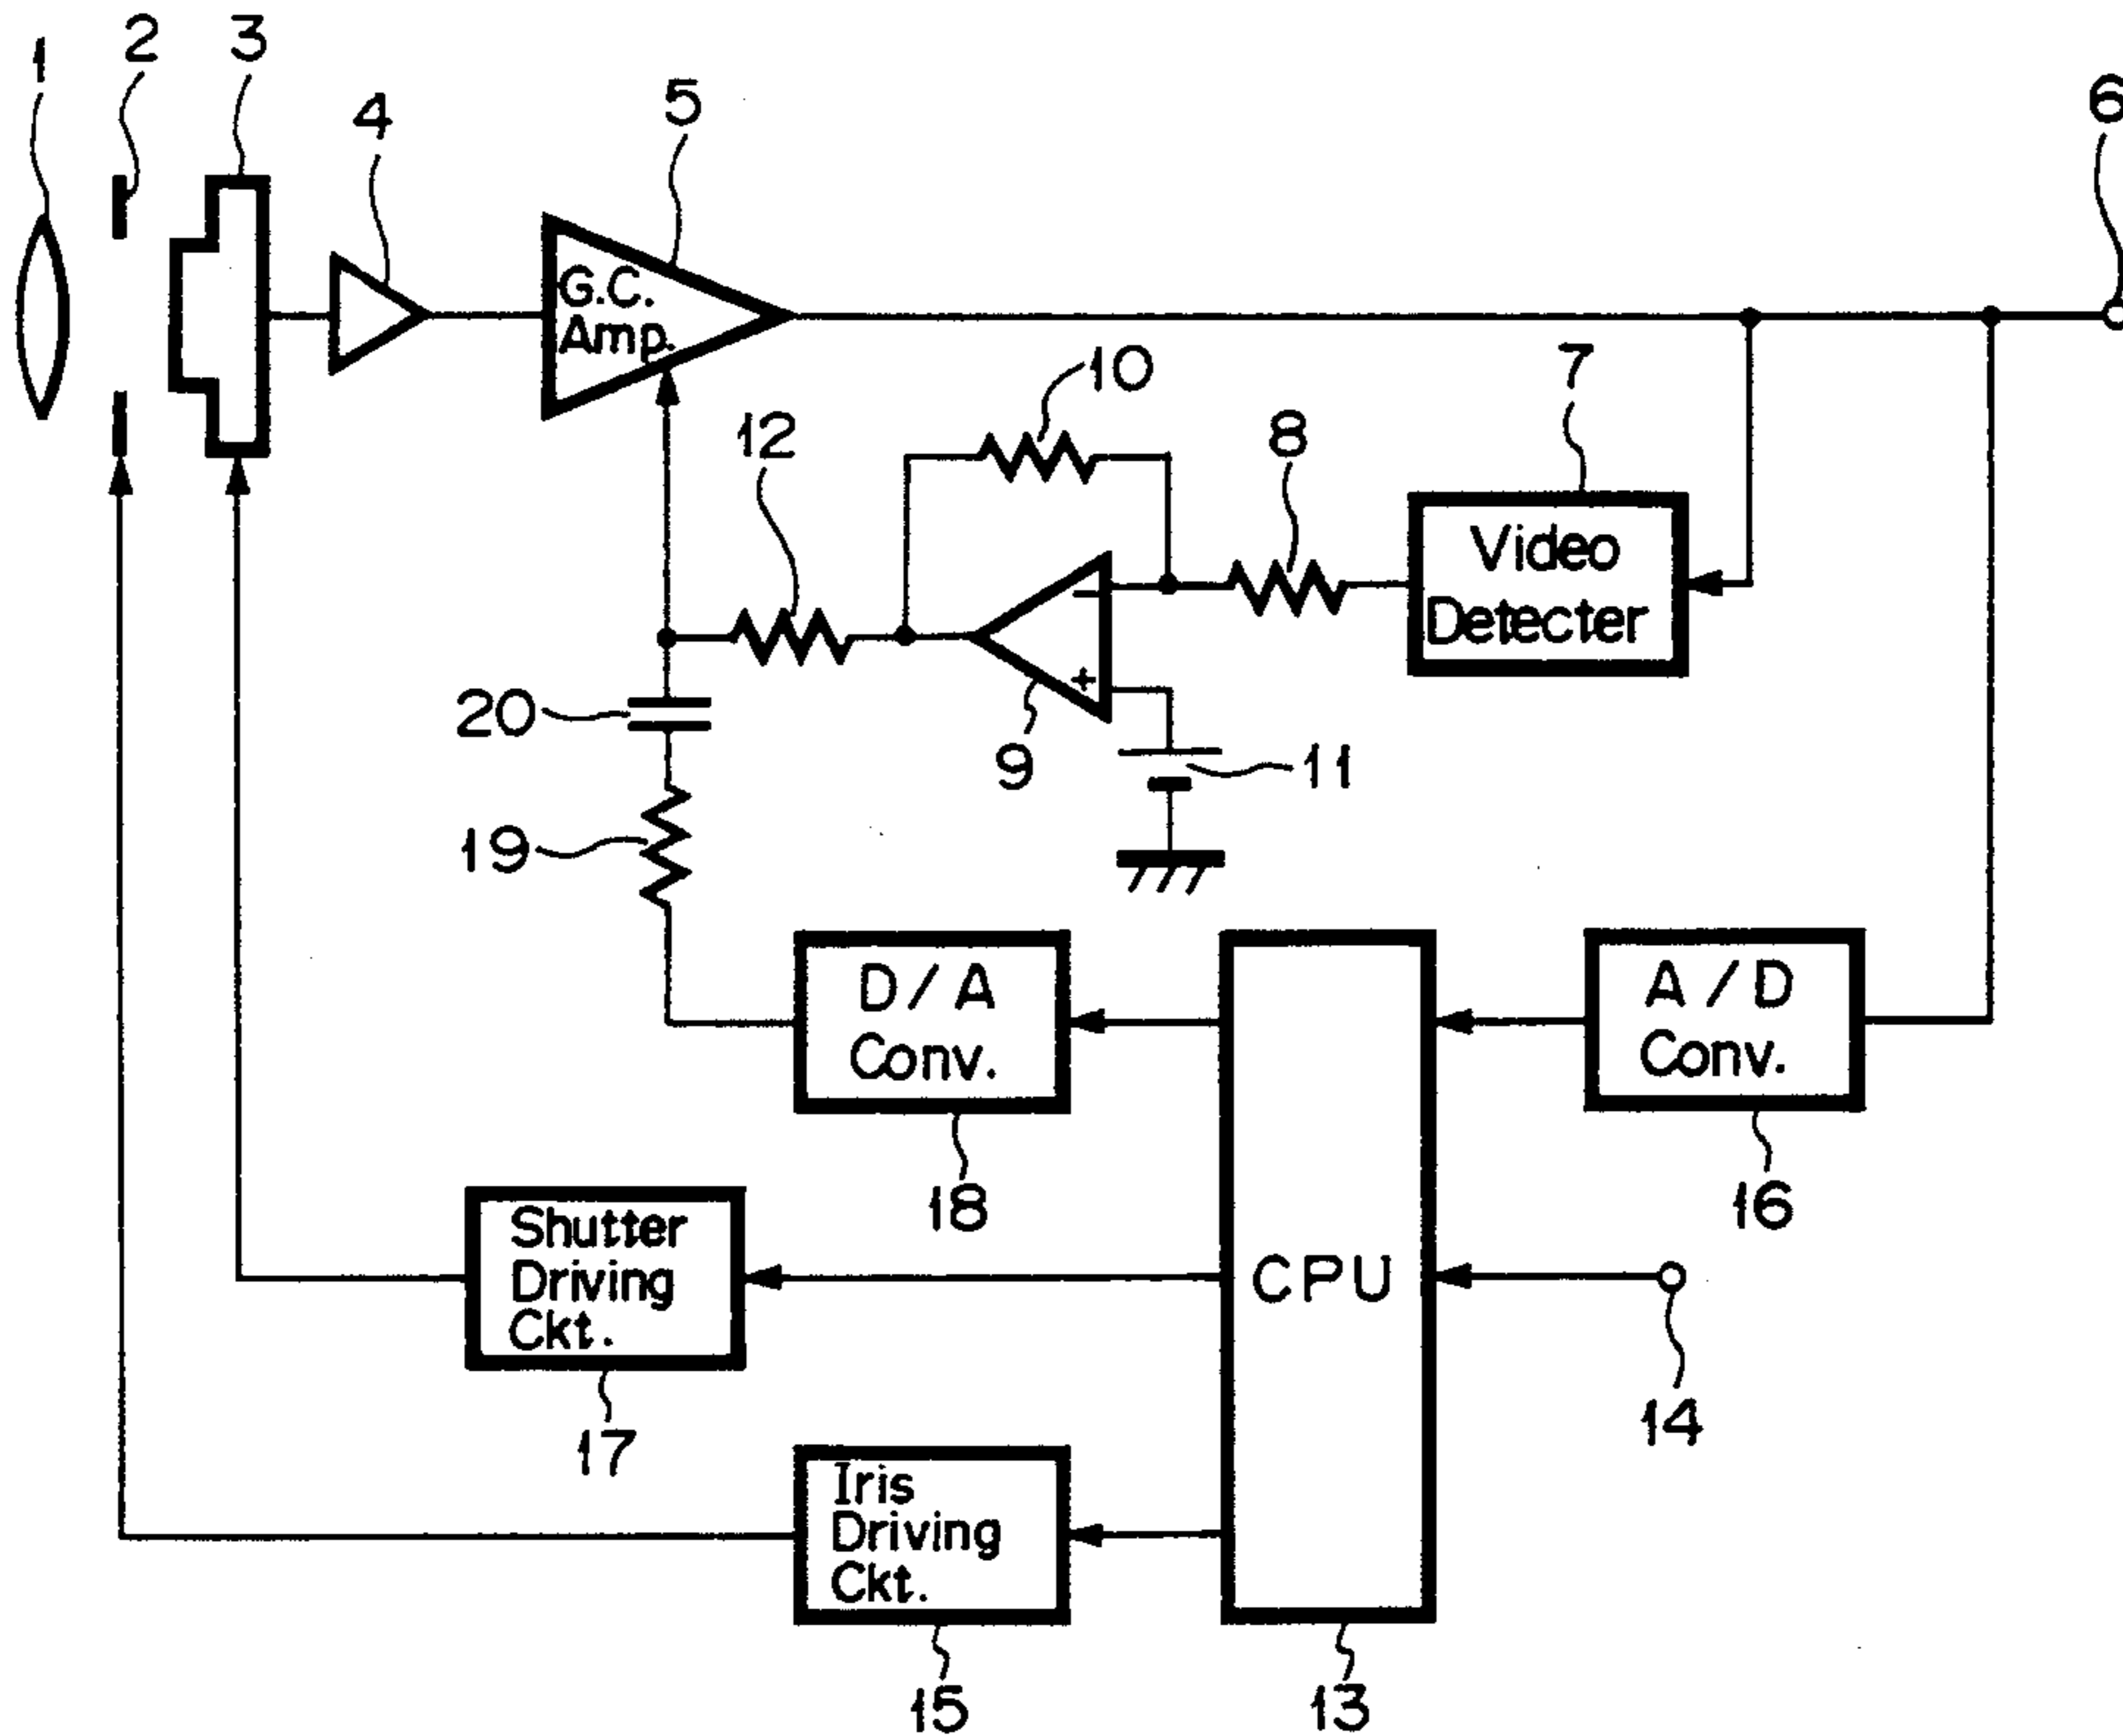 1
2
3
4
5
6
G.C.
Amp.
10
7
12
8
Video
Detecter
−
+
20
9
11
19
D/A
Conv.
A/D
Conv.
18
16
Shutter
Driving
Ckt.
CPU
14
17
Iris
Driving
Ckt.
15
13